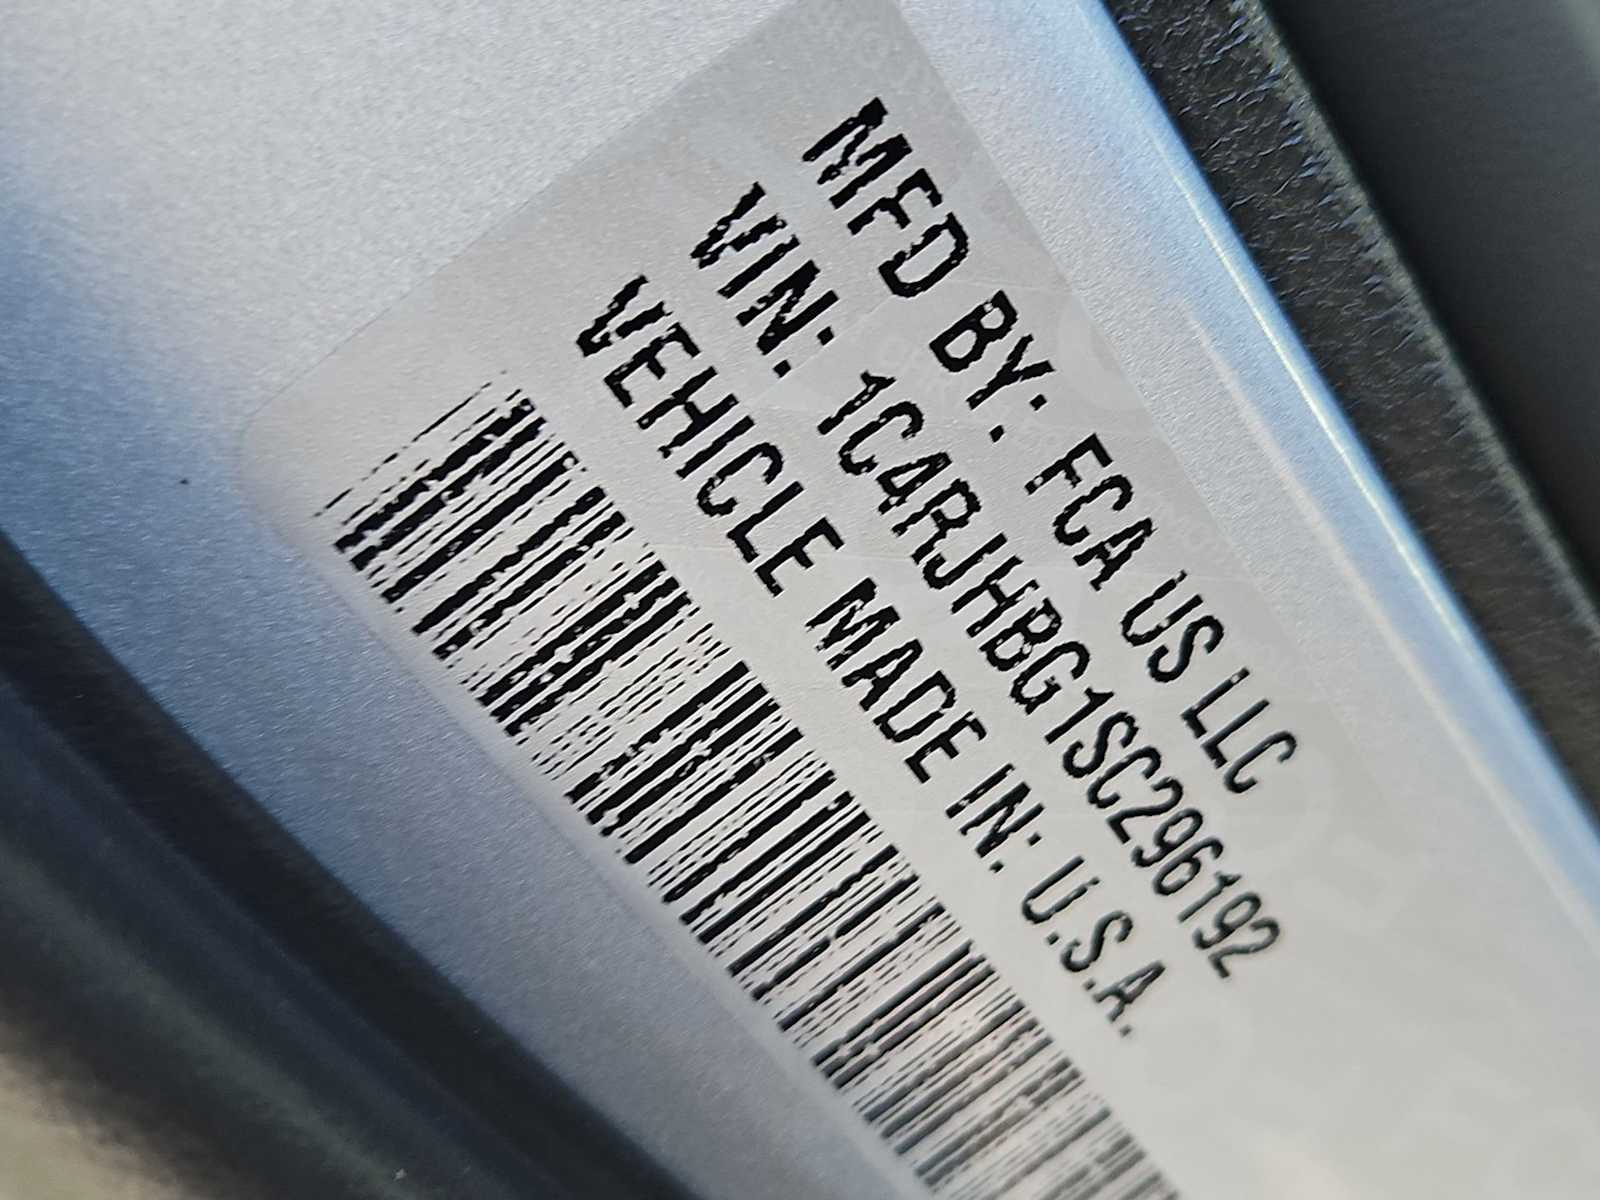 MFD BY: FCA US LLC
VIN: 1C4RJHBG1SC296192
VEHICLE MADE IN: U.S.A.